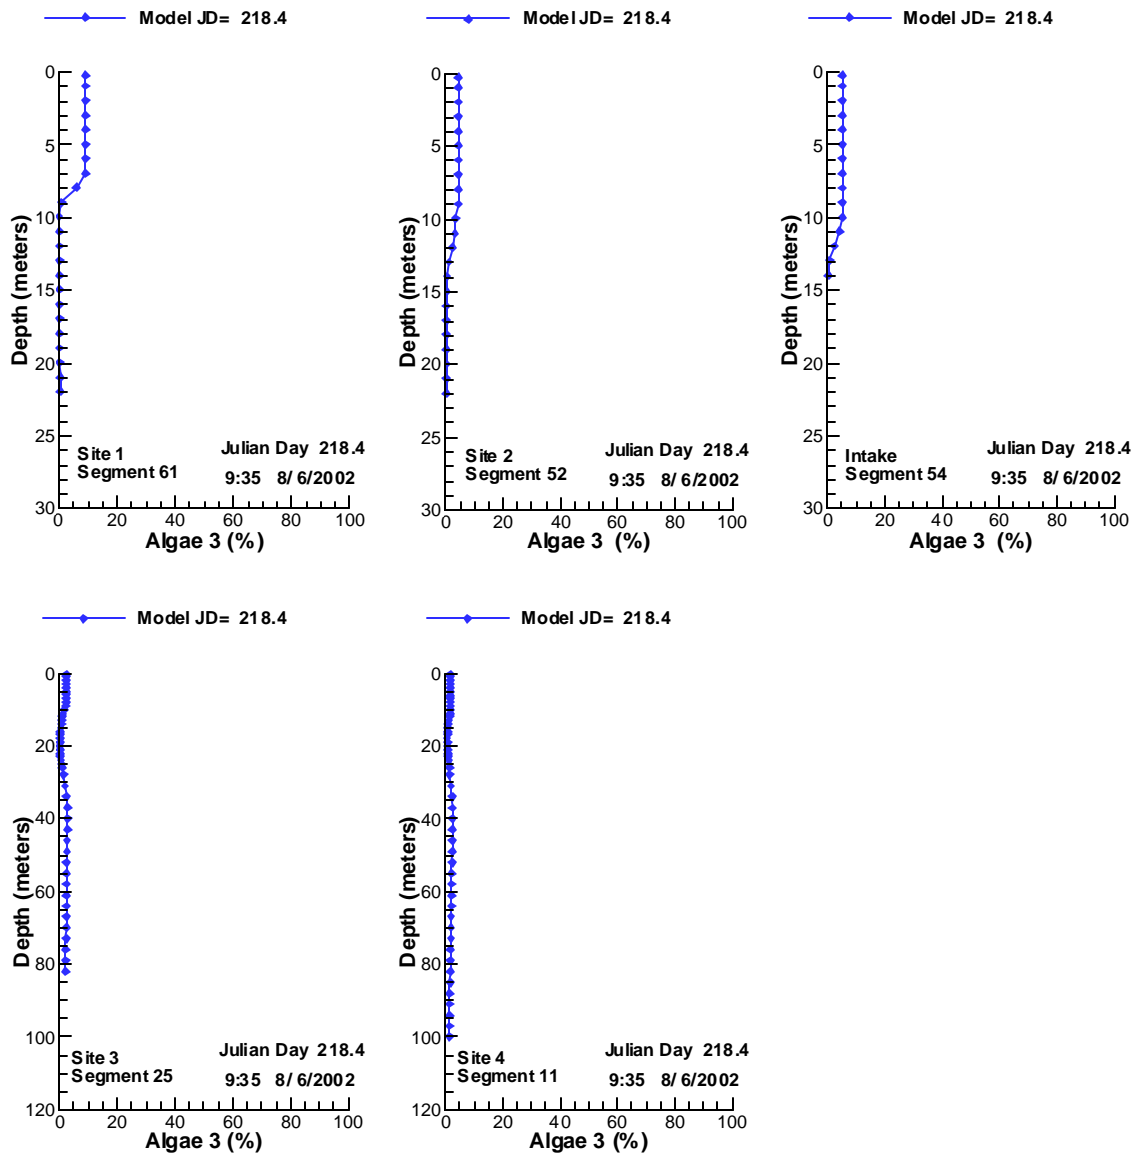 Model JD= 218.4
0
5
10
15
20
25
30
Depth (meters)
Site 1
Segment 61
Julian Day 218.4
9:35 8/ 6/2002
0 20 40 60 80 100
Algae 3 (%)
Model JD= 218.4
0
5
10
15
20
25
30
Depth (meters)
Site 2
Segment 52
Julian Day 218.4
9:35 8/ 6/2002
0 20 40 60 80 100
Algae 3 (%)
Model JD= 218.4
0
5
10
15
20
25
30
Depth (meters)
Intake
Segment 54
Julian Day 218.4
9:35 8/ 6/2002
0 20 40 60 80 100
Algae 3 (%)
Model JD= 218.4
0
20
40
60
80
100
120
Depth (meters)
Site 3
Segment 25
Julian Day 218.4
9:35 8/ 6/2002
0 20 40 60 80 100
Algae 3 (%)
Model JD= 218.4
0
20
40
60
80
100
120
Depth (meters)
Site 4
Segment 11
Julian Day 218.4
9:35 8/ 6/2002
0 20 40 60 80 100
Algae 3 (%)